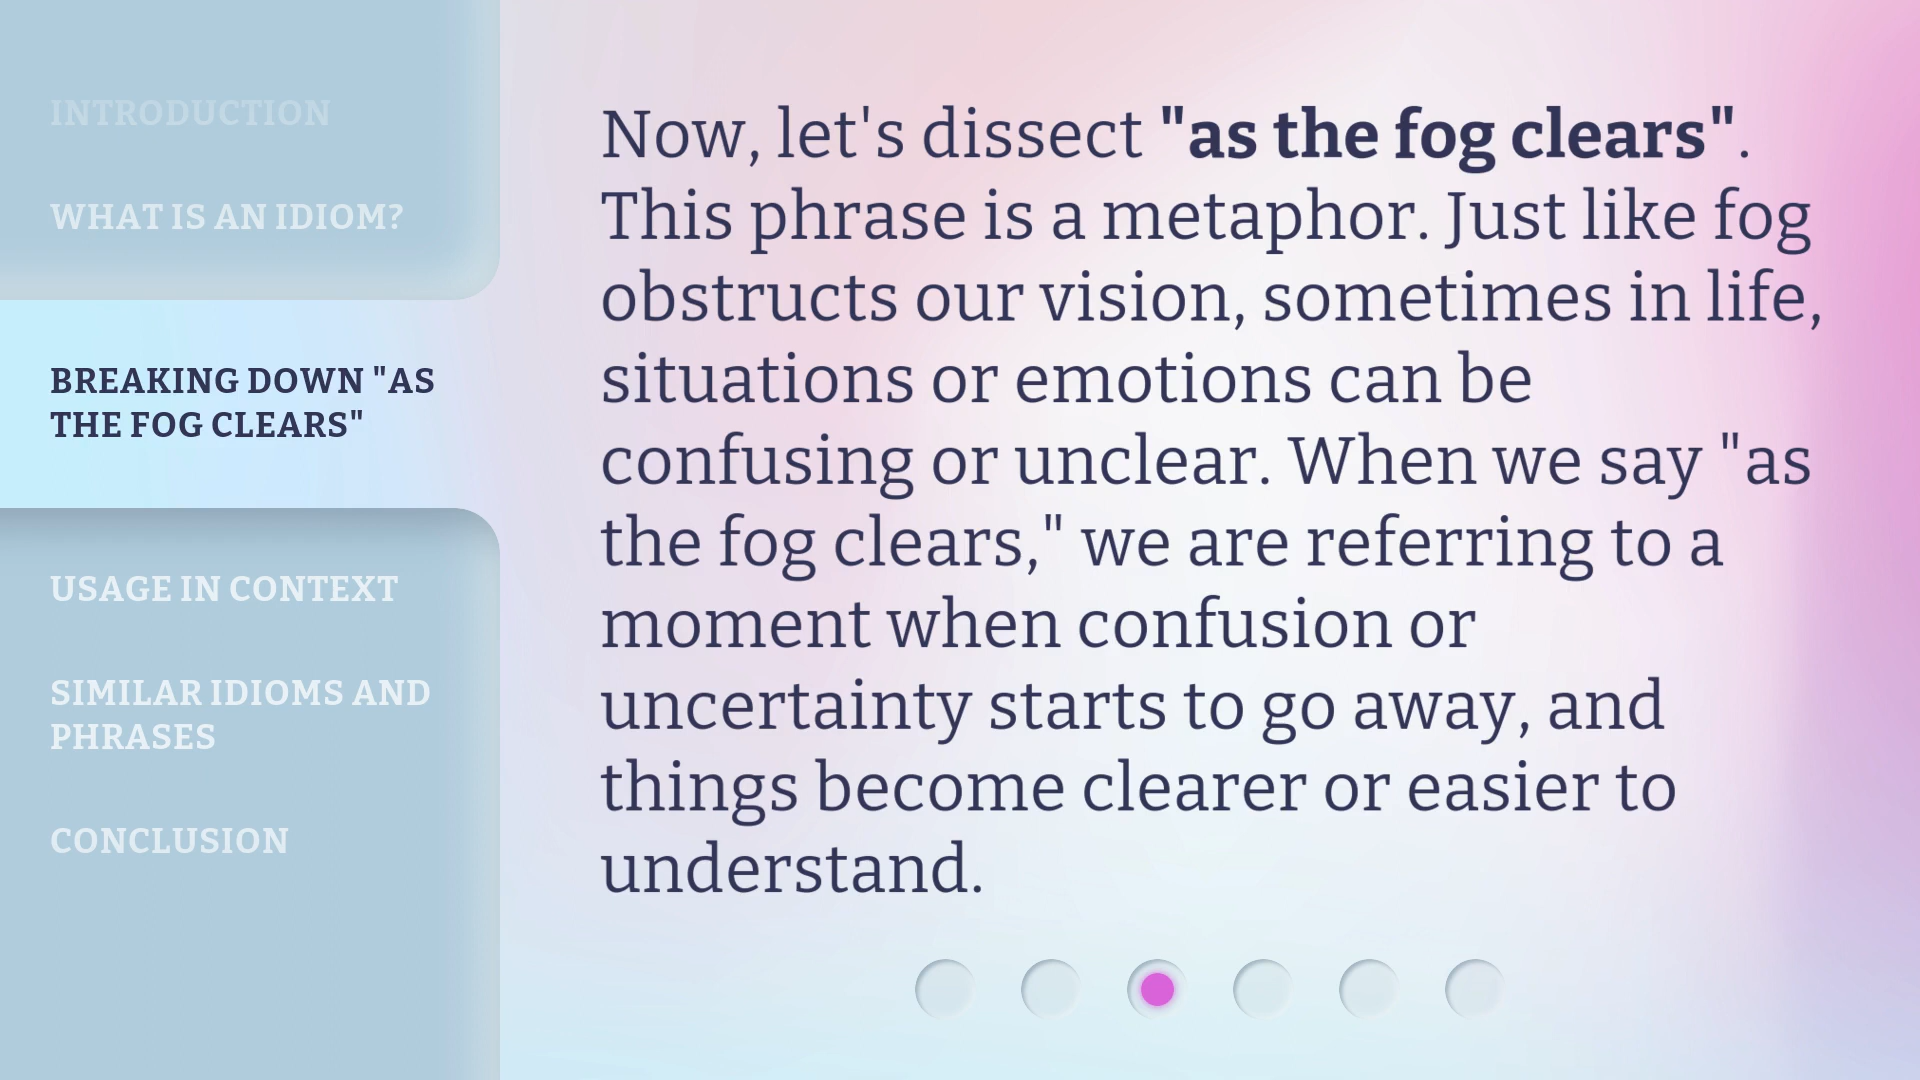 INTRODUCTION
WHAT IS AN IDIOM?
BREAKING DOWN "AS
THE FOG CLEARS"
USAGE IN CONTEXT
SIMILAR IDIOMS AND
PHRASES
CONCLUSION
Now, let's dissect "as the fog clears".
This phrase is a metaphor. Just like fog
obstructs our vision, sometimes in life,
situations or emotions can be
confusing or unclear. When we say "as
the fog clears," we are referring to a
moment when confusion or
uncertainty starts to go away, and
things become clearer or easier to
understand.